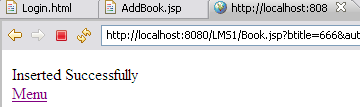 Login.html AddBook.jsp http://localhost:808
http://localhost:8080/LMS1/Book.jsp?btitle=666&aut
Inserted Successfully
Menu